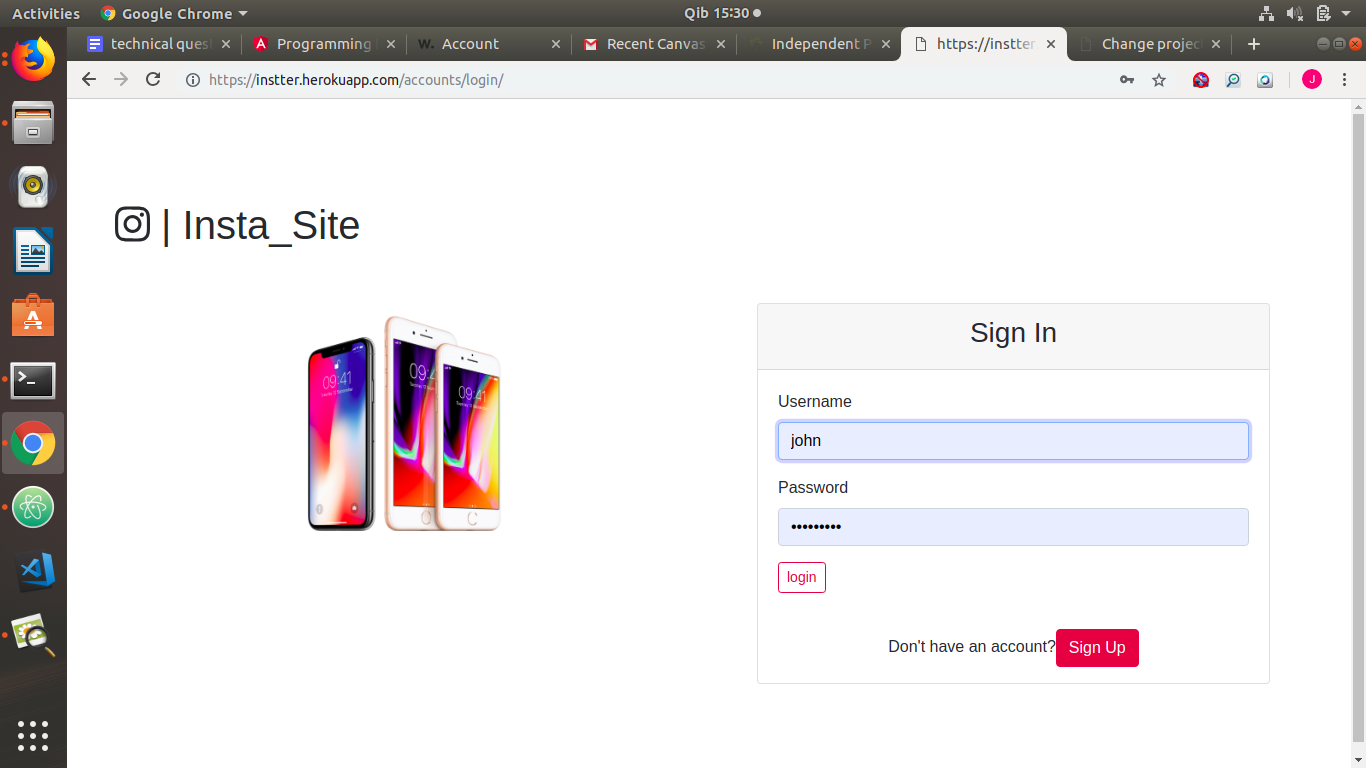 Activities Google Chrome Qib 15:30
technical ques Programming Account Recent Canvas Independent P https://instter. Change projec
https://instter.herokuapp.com/accounts/login/ J
| Insta_Site
Sign In
Username
john
Password
•••••••••
login
Don't have an account? Sign Up
09:41
09:41
09:41